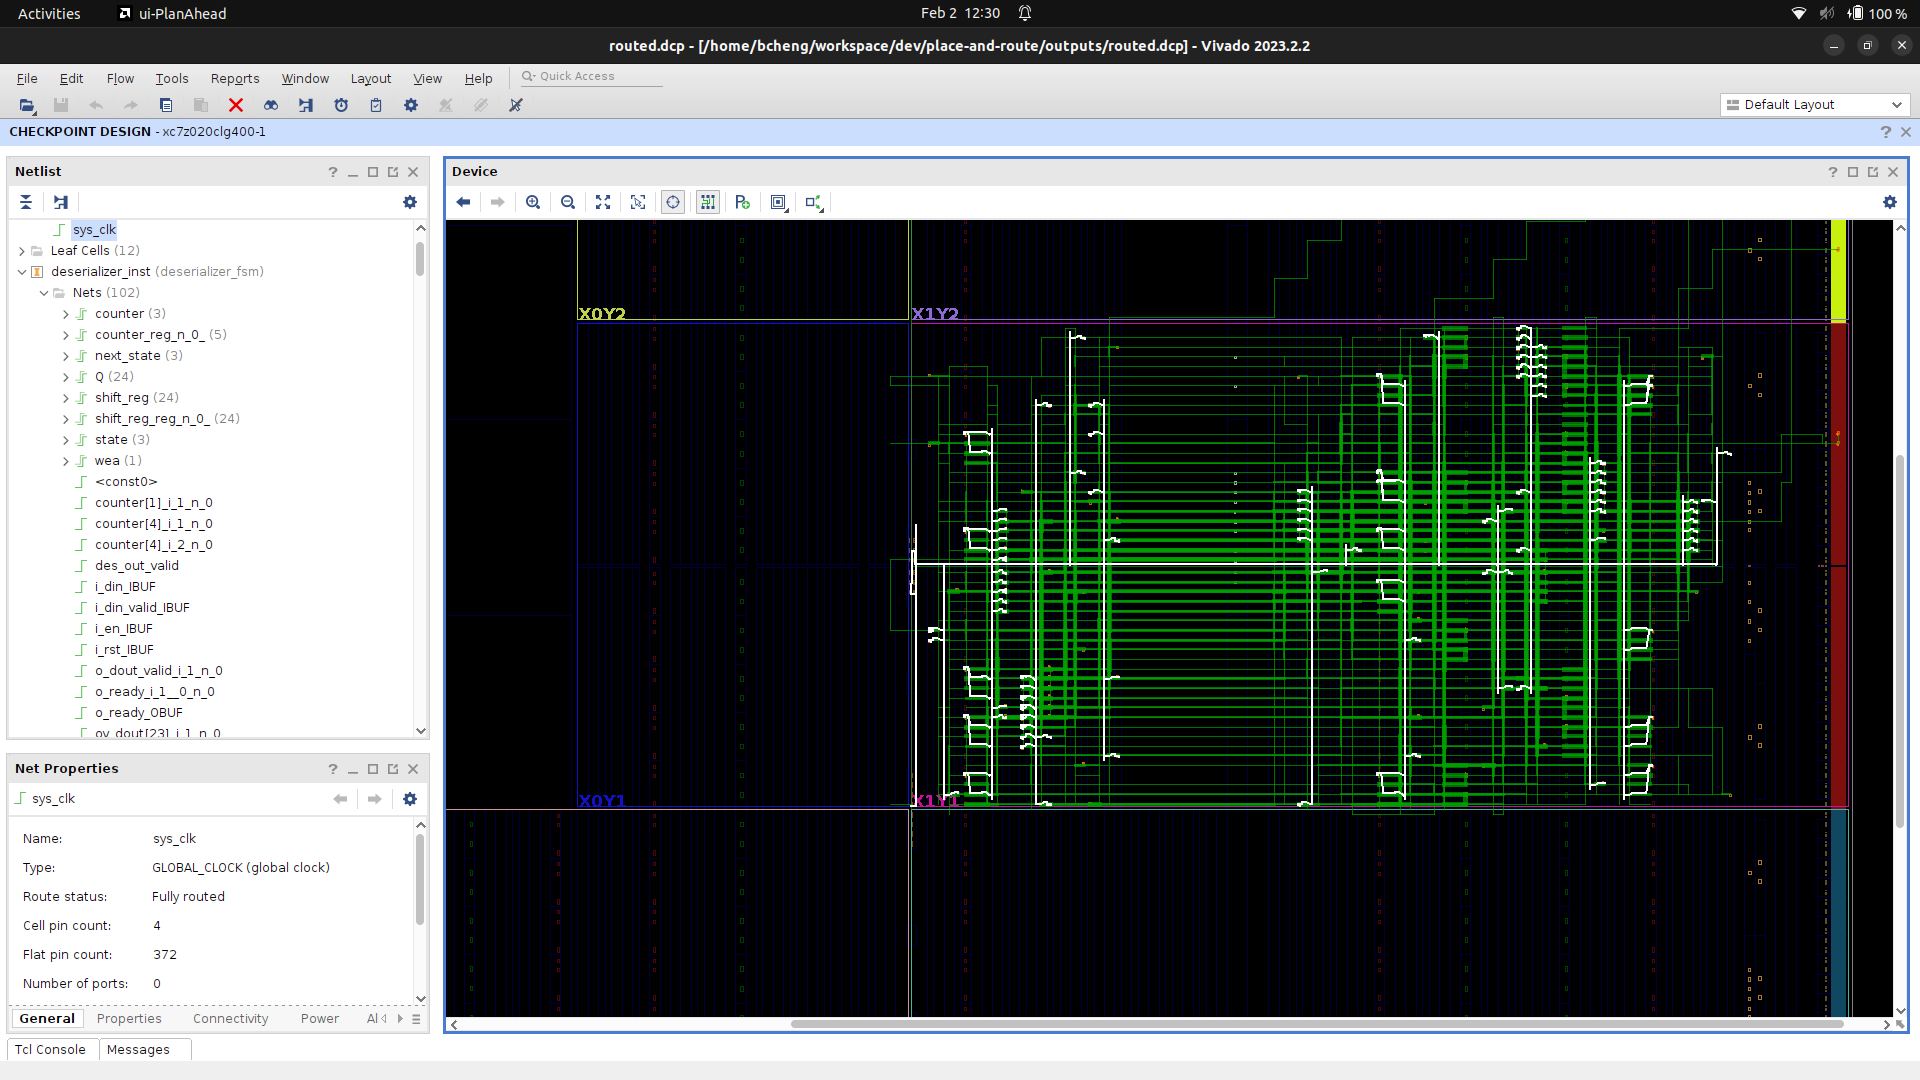 Activities
ui-PlanAhead
Feb 2 12:30
100 %
routed.dcp - [/home/bcheng/workspace/dev/place-and-route/outputs/routed.dcp] - Vivado 2023.2.2
File Edit Flow Tools Reports Window Layout View Help
Quick Access
Default Layout
CHECKPOINT DESIGN - xc7z020clg400-1
Netlist
sys_clk
Leaf Cells (12)
deserializer_inst (deserializer_fsm)
Nets (102)
counter (3)
counter_reg_n_0_ (5)
next_state (3)
Q (24)
shift_reg (24)
shift_reg_reg_n_0_ (24)
state (3)
wea (1)
<const0>
counter[1]_i_1_n_0
counter[4]_i_1_n_0
counter[4]_i_2_n_0
des_out_valid
i_din_IBUF
i_din_valid_IBUF
i_en_IBUF
i_rst_IBUF
o_dout_valid_i_1_n_0
o_ready_i_1__0_n_0
o_ready_OBUF
ov_dout[23]_i_1_n_0
Net Properties
sys_clk
Name: sys_clk
Type: GLOBAL_CLOCK (global clock)
Route status: Fully routed
Cell pin count: 4
Flat pin count: 372
Number of ports: 0
General Properties Connectivity Power Al
Tcl Console Messages
Device
X0Y2
X1Y2
X0Y1
X1Y1